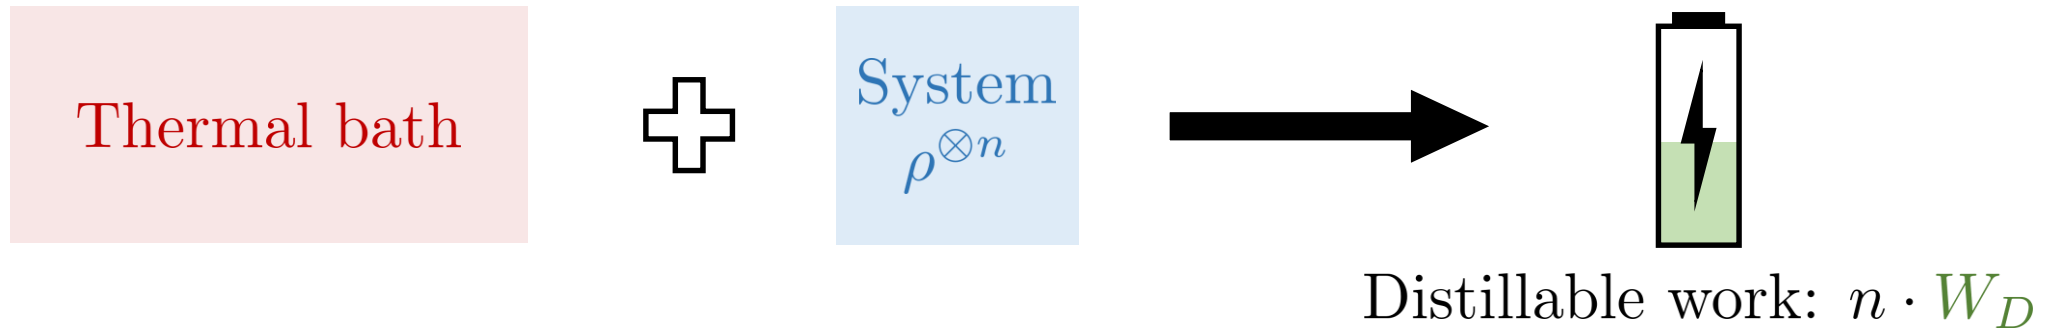 Thermal bath
System
ρ^{⊗n}
Distillable work: n · W_D